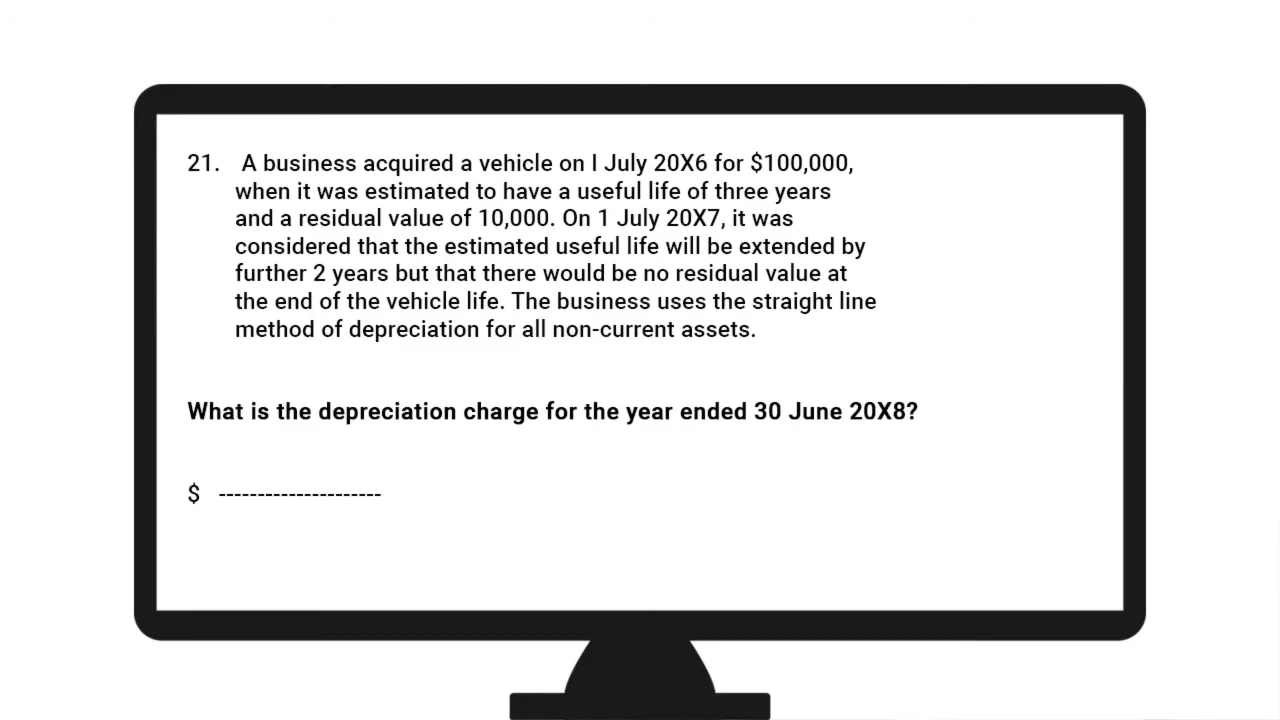 21. A business acquired a vehicle on I July 20X6 for $100,000,
when it was estimated to have a useful life of three years
and a residual value of 10,000. On 1 July 20X7, it was
considered that the estimated useful life will be extended by
further 2 years but that there would be no residual value at
the end of the vehicle life. The business uses the straight line
method of depreciation for all non-current assets.
What is the depreciation charge for the year ended 30 June 20X8?
$ ---------------------